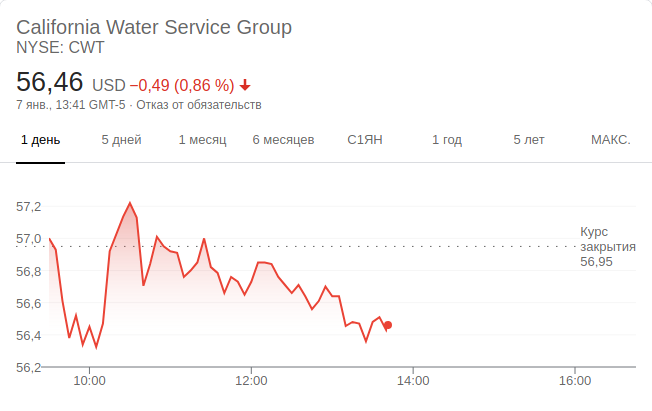 California Water Service Group
NYSE: CWT
56,46 USD −0,49 (0,86 %)
7 янв., 13:41 GMT-5 · Отказ от обязательств
1 день 5 дней 1 месяц 6 месяцев С1ЯН 1 год 5 лет МАКС.
57,2
57,0
56,8
56,6
56,4
56,2
Курс
закрытия
56,95
10:00 12:00 14:00 16:00